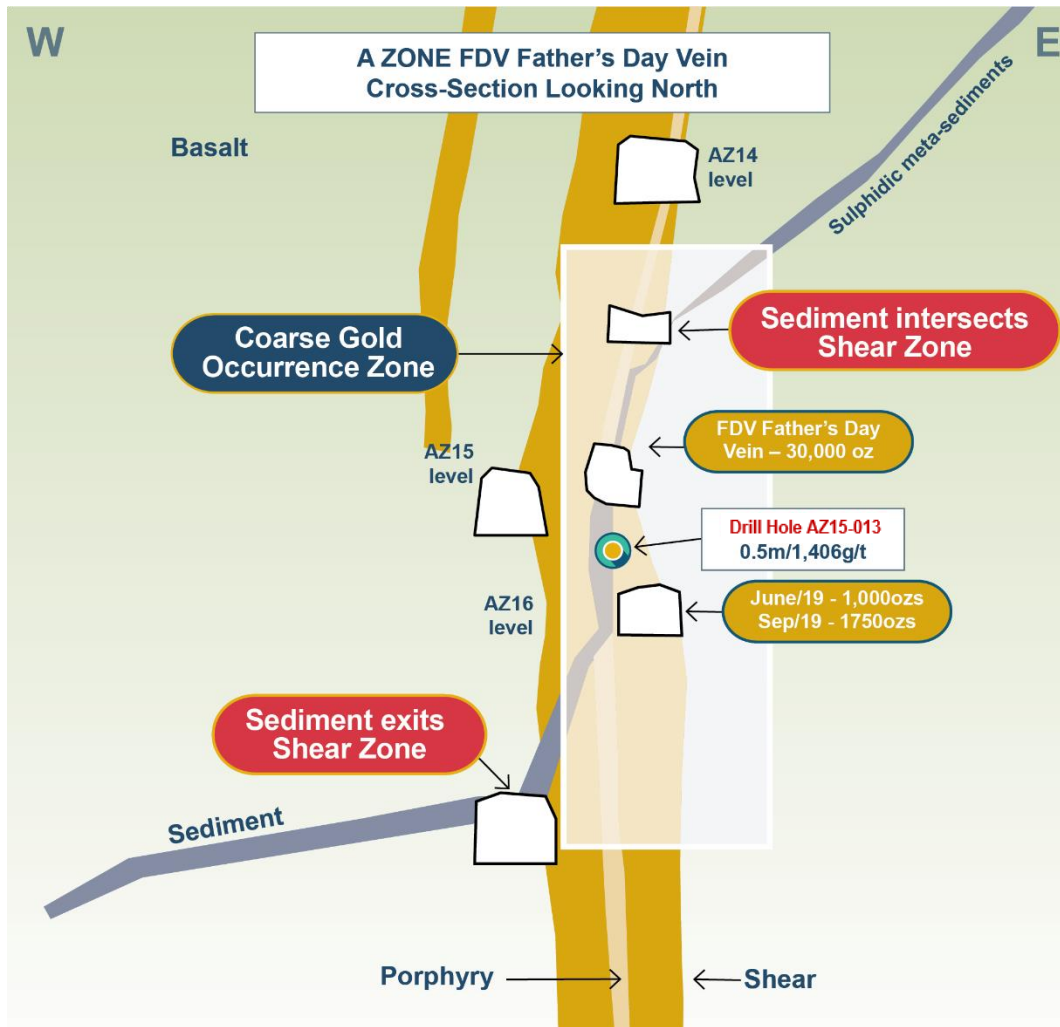 W
E
A ZONE FDV Father's Day Vein
Cross-Section Looking North
Basalt
AZ14
level
Sulphidic meta-sediments
Coarse Gold
Occurrence Zone
Sediment intersects
Shear Zone
FDV Father's Day
Vein – 30,000 oz
AZ15
level
Drill Hole AZ15-013
0.5m/1,406g/t
AZ16
level
June/19 - 1,000ozs
Sep/19 - 1750ozs
Sediment exits
Shear Zone
Sediment
Porphyry
Shear